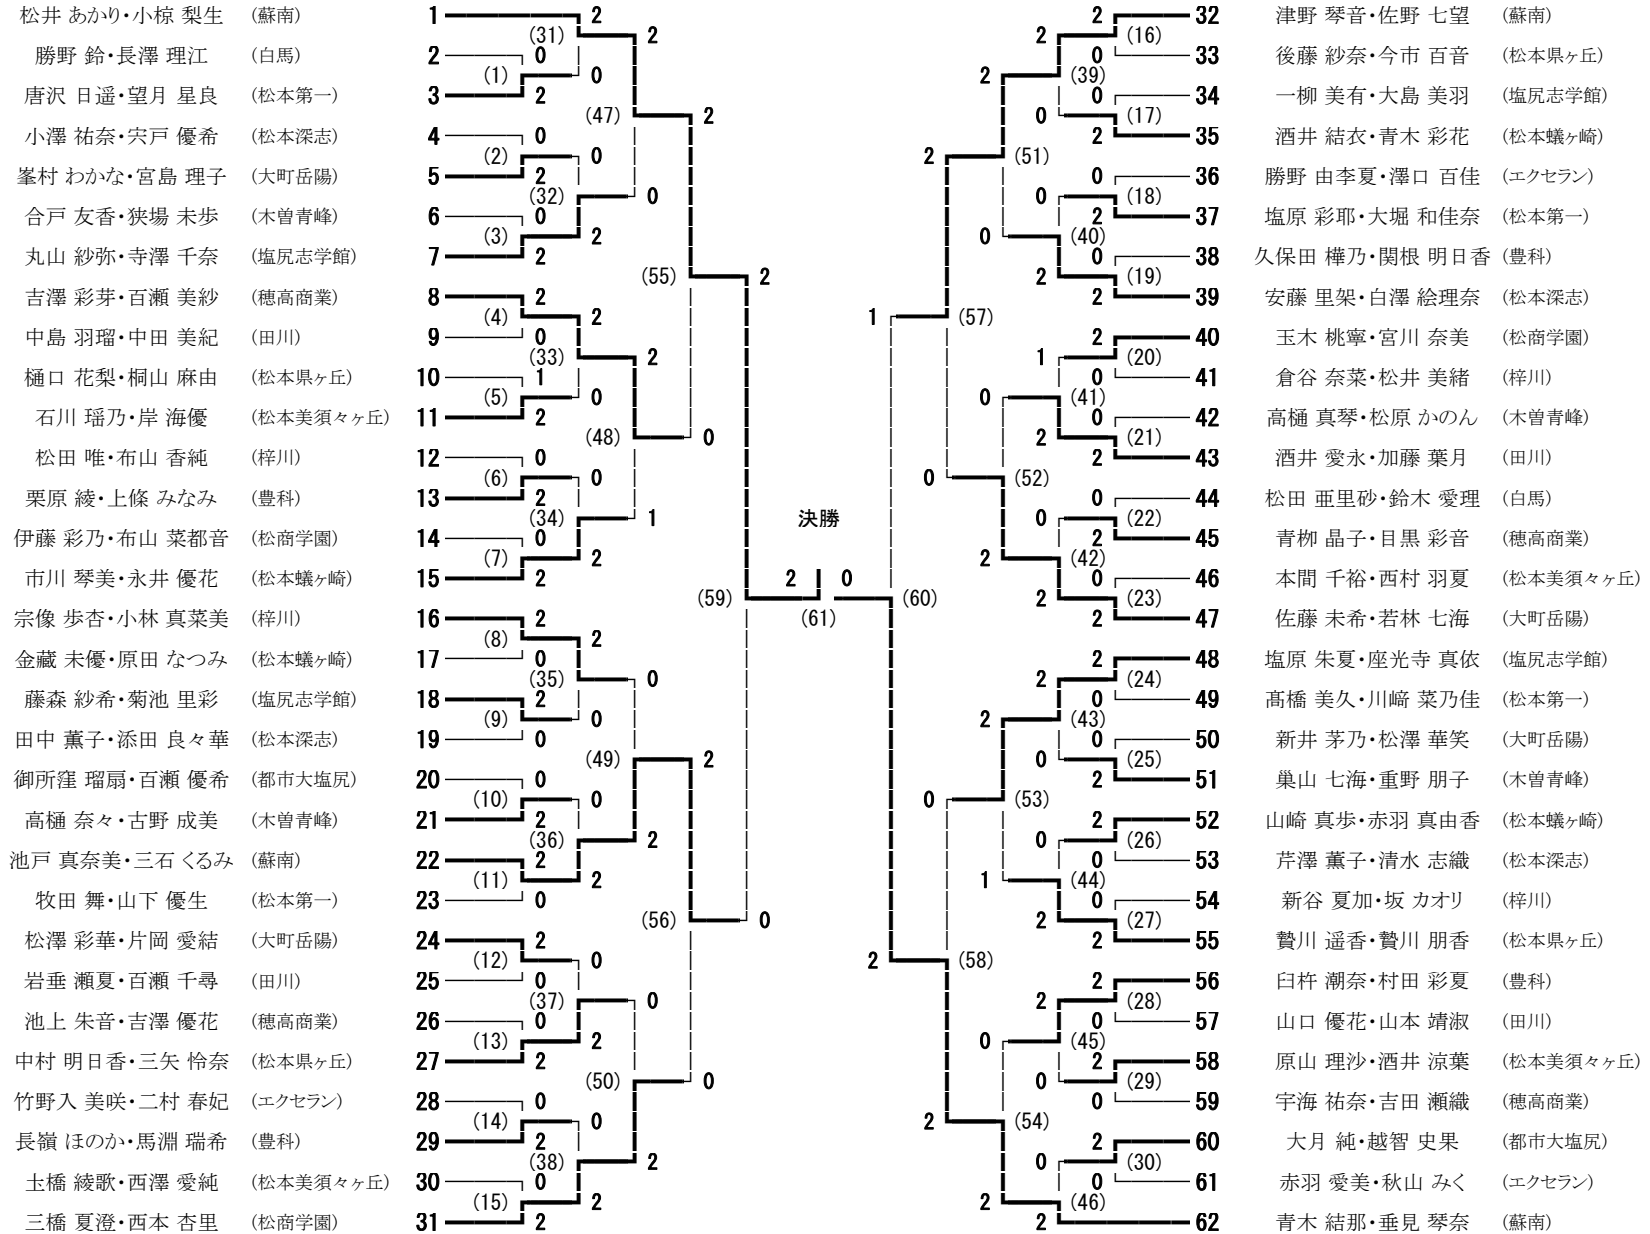 松井 あかり・小椋 梨生 (蘇南) 1 2
(31) 2
勝野 鈴・長澤 理江 (白馬) 2 0
(1) 0
唐沢 日遥・望月 星良 (松本第一) 3 2
(47) 2
小澤 祐奈・宍戸 優希 (松本深志) 4 0
(2) 0
峯村 わかな・宮島 理子 (大町岳陽) 5 2
(32) 0
合戸 友香・狭場 未歩 (木曽青峰) 6 0
(3) 2
丸山 紗弥・寺澤 千奈 (塩尻志学館) 7 2
(55) 2
吉澤 彩芽・百瀬 美紗 (穂高商業) 8 2
(4) 2
中島 羽瑠・中田 美紀 (田川) 9 0
(33) 2
樋口 花梨・桐山 麻由 (松本県ヶ丘) 10 1
(5) 0
石川 瑶乃・岸 海優 (松本美須々ヶ丘) 11 2
(48) 0
松田 唯・布山 香純 (梓川) 12 0
(6) 0
栗原 綾・上條 みなみ (豊科) 13 2
(34) 1
伊藤 彩乃・布山 菜都音 (松商学園) 14 0
(7) 2
市川 琴美・永井 優花 (松本蟻ヶ崎) 15 2
(59) 2
宗像 歩杏・小林 真菜美 (梓川) 16 2
(8) 2
金藏 未優・原田 なつみ (松本蟻ヶ崎) 17 0
(35) 0
藤森 紗希・菊池 里彩 (塩尻志学館) 18 2
(9) 0
田中 薫子・添田 良々華 (松本深志) 19 0
(49) 2
御所窪 瑠扇・百瀬 優希 (都市大塩尻) 20 0
(10) 0
高樋 奈々・古野 成美 (木曽青峰) 21 2
(36) 2
池戸 真奈美・三石 くるみ (蘇南) 22 2
(11) 2
牧田 舞・山下 優生 (松本第一) 23 0
(56) 0
松澤 彩華・片岡 愛結 (大町岳陽) 24 2
(12) 0
岩垂 瀬夏・百瀬 千尋 (田川) 25 0
(37) 0
池上 朱音・吉澤 優花 (穂高商業) 26 0
(13) 2
中村 明日香・三矢 怜奈 (松本県ヶ丘) 27 2
(50) 0
竹野入 美咲・二村 春妃 (エクセラン) 28 0
(14) 0
長嶺 ほのか・馬淵 瑞希 (豊科) 29 2
(38) 2
圡橋 綾歌・西澤 愛純 (松本美須々ヶ丘) 30 0
(15) 2
三橋 夏澄・西本 杏里 (松商学園) 31 2
決勝
2 0
(61)
2 32 津野 琴音・佐野 七望 (蘇南)
2 (16)
0 33 後藤 紗奈・今市 百音 (松本県ヶ丘)
2 (39)
0 34 一柳 美有・大島 美羽 (塩尻志学館)
0 (17)
2 35 酒井 結衣・青木 彩花 (松本蟻ヶ崎)
2 (51)
0 36 勝野 由李夏・澤口 百佳 (エクセラン)
0 (18)
2 37 塩原 彩耶・大堀 和佳奈 (松本第一)
0 (40)
0 38 久保田 樺乃・関根 明日香 (豊科)
2 (19)
2 39 安藤 里架・白澤 絵理奈 (松本深志)
1 (57)
2 40 玉木 桃寧・宮川 奈美 (松商学園)
1 (20)
0 41 倉谷 奈菜・松井 美緒 (梓川)
0 (41)
0 42 高樋 真琴・松原 かのん (木曽青峰)
2 (21)
2 43 酒井 愛永・加藤 葉月 (田川)
0 (52)
0 44 松田 亜里砂・鈴木 愛理 (白馬)
0 (22)
2 45 青栁 晶子・目黒 彩音 (穂高商業)
2 (42)
0 46 本間 千裕・西村 羽夏 (松本美須々ヶ丘)
2 (23)
2 47 佐藤 未希・若林 七海 (大町岳陽)
(60)
2 48 塩原 朱夏・座光寺 真依 (塩尻志学館)
2 (24)
0 49 髙橋 美久・川﨑 菜乃佳 (松本第一)
2 (43)
0 50 新井 茅乃・松澤 華笑 (大町岳陽)
0 (25)
2 51 巣山 七海・重野 朋子 (木曽青峰)
0 (53)
2 52 山崎 真歩・赤羽 真由香 (松本蟻ヶ崎)
0 (26)
0 53 芹澤 薫子・清水 志織 (松本深志)
1 (44)
0 54 新谷 夏加・坂 カオリ (梓川)
2 (27)
2 55 贄川 遥香・贄川 朋香 (松本県ヶ丘)
2 (58)
2 56 臼杵 潮奈・村田 彩夏 (豊科)
2 (28)
0 57 山口 優花・山本 靖淑 (田川)
0 (45)
2 58 原山 理沙・酒井 涼葉 (松本美須々ヶ丘)
0 (29)
0 59 宇海 祐奈・吉田 瀬織 (穂高商業)
2 (54)
2 60 大月 純・越智 史果 (都市大塩尻)
0 (30)
0 61 赤羽 愛美・秋山 みく (エクセラン)
2 (46)
2 62 青木 結那・垂見 琴奈 (蘇南)